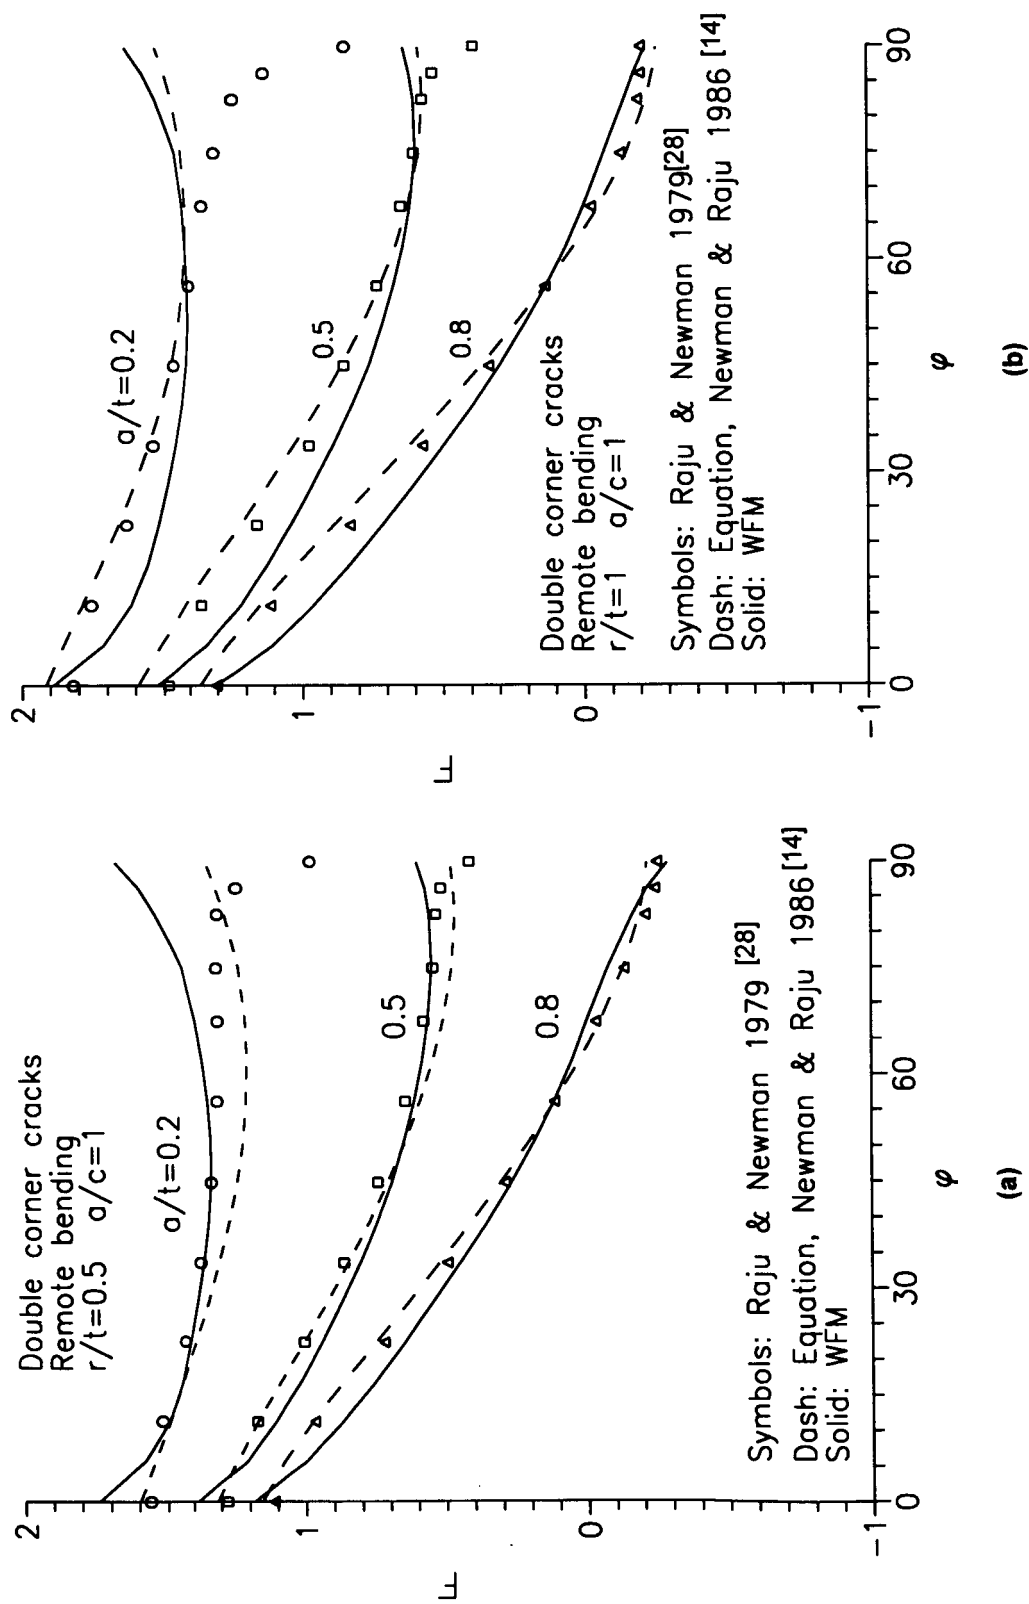 Double corner cracks
Remote bending
r/t=0.5 a/c=1
a/t=0.2
0.5
0.8
2
1
0
-1
F
0
30
60
90
φ
Symbols: Raju & Newman 1979 [28]
Dash: Equation, Newman & Raju 1986 [14]
Solid: WFM
(a)
a/t=0.2
0.5
0.8
2
1
0
-1
F
0
30
60
90
φ
Double corner cracks
Remote bending
r/t=1 a/c=1
Symbols: Raju & Newman 1979[28]
Dash: Equation, Newman & Raju 1986 [14]
Solid: WFM
(b)